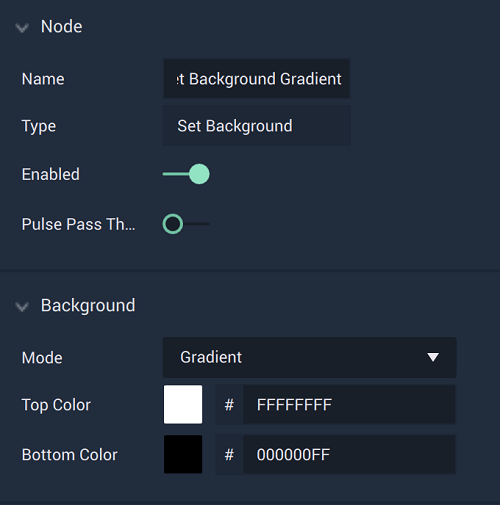 Node
Name
t Background Gradient
Type
Set Background
Enabled
Pulse Pass Th...
Background
Mode
Gradient
Top Color
# FFFFFFFF
Bottom Color
# 000000FF